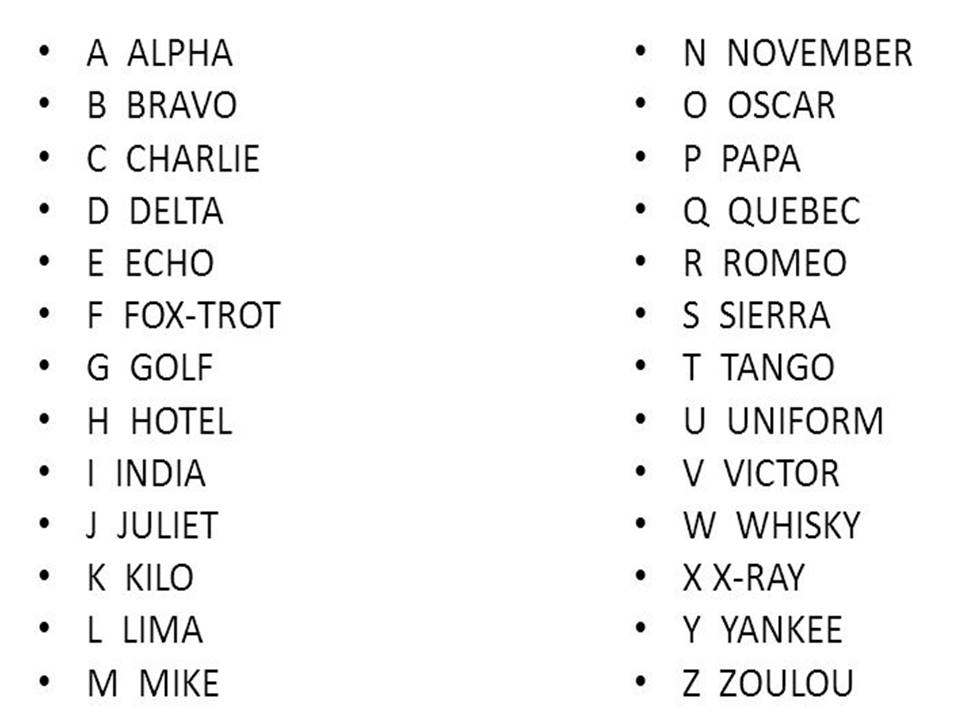 • A ALPHA
• B BRAVO
• C CHARLIE
• D DELTA
• E ECHO
• F FOX-TROT
• G GOLF
• H HOTEL
• I INDIA
• J JULIET
• K KILO
• L LIMA
• M MIKE
• N NOVEMBER
• O OSCAR
• P PAPA
• Q QUEBEC
• R ROMEO
• S SIERRA
• T TANGO
• U UNIFORM
• V VICTOR
• W WHISKY
• X X-RAY
• Y YANKEE
• Z ZOULOU